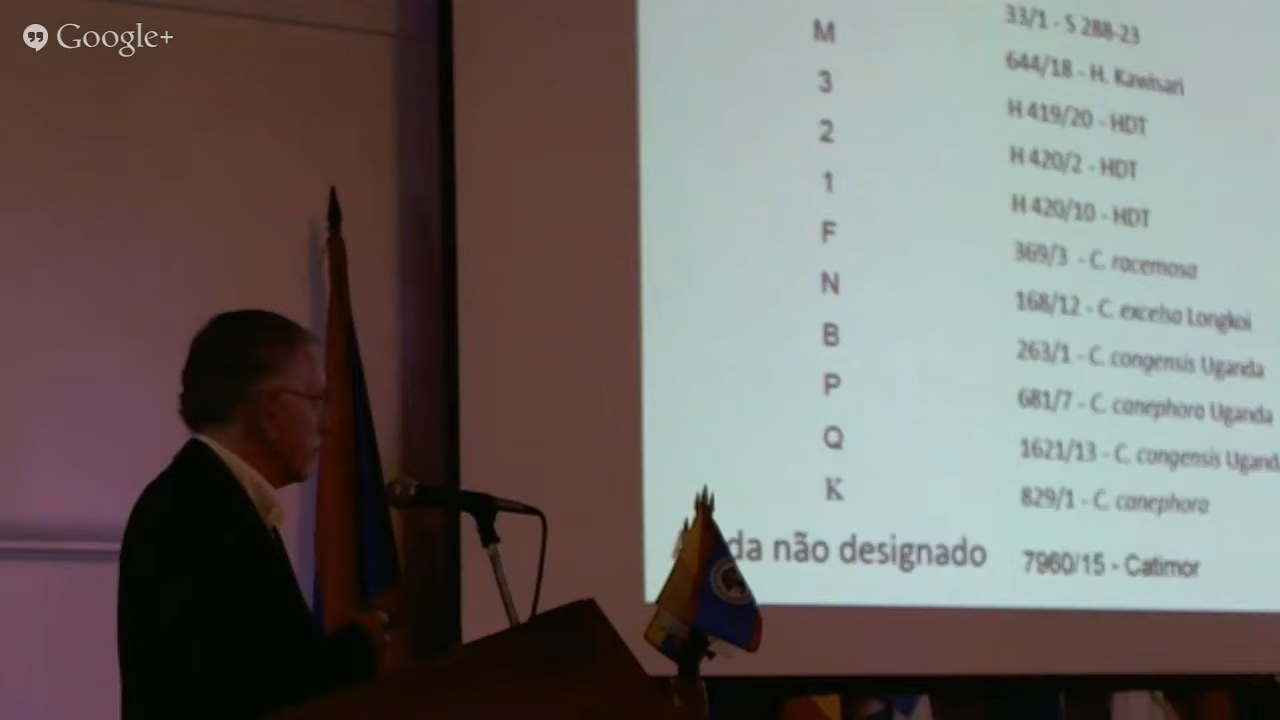 Google+
M 33/1 - S 288-23
3 644/18 - H. Kawisari
2 H 419/20 - HDT
1 H 420/2 - HDT
F H 420/10 - HDT
N 369/3 - C. racemosa
B 168/12 - C. excelsa Longkoi
P 263/1 - C. congensis Uganda
Q 681/7 - C. canephora Uganda
K 1621/13 - C. congensis Ugand
829/1 - C. canephora
não designado 7960/15 - Catimor